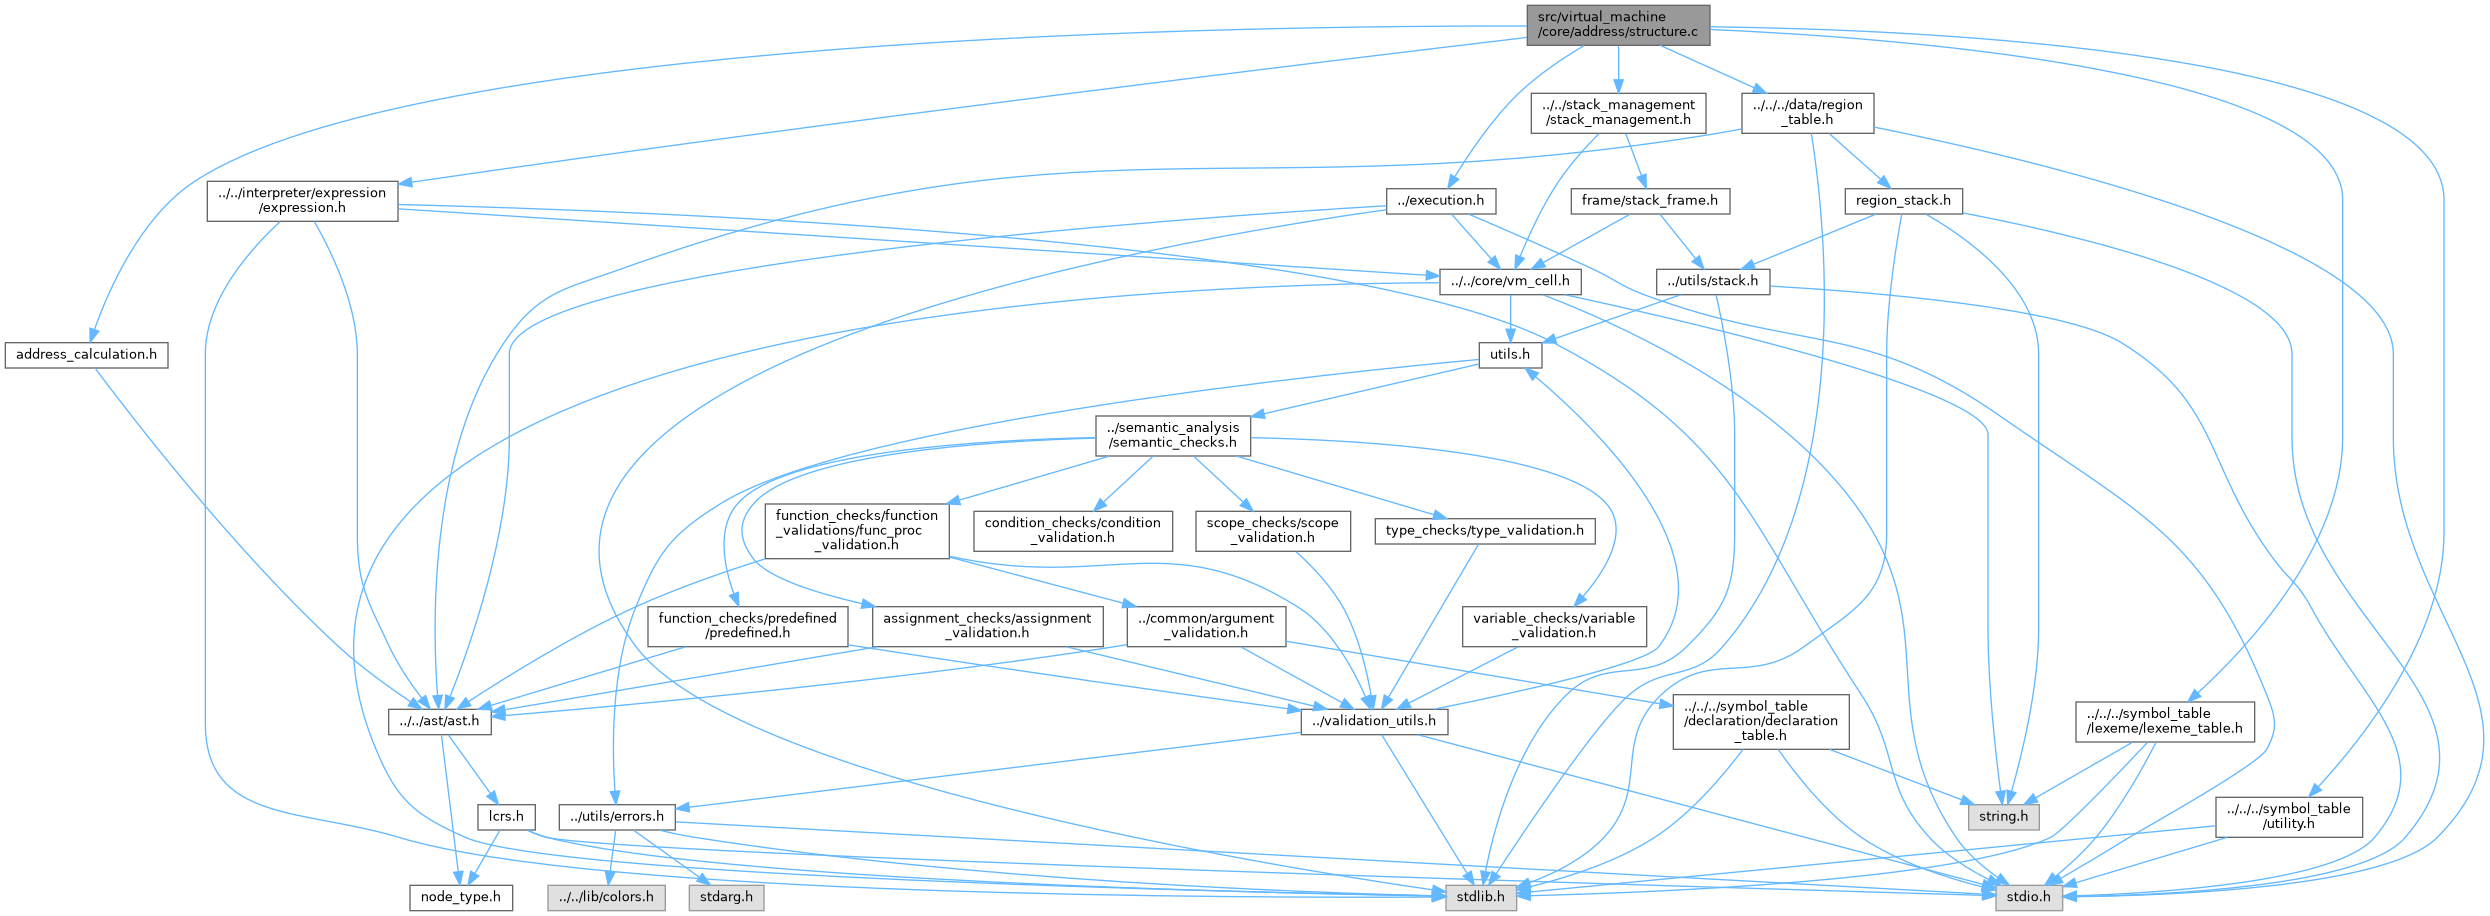 src/virtual_machine
/core/address/structure.c
../../stack_management
/stack_management.h
../../../data/region
_table.h
../../interpreter/expression
/expression.h
../execution.h
frame/stack_frame.h
region_stack.h
../../core/vm_cell.h
../utils/stack.h
address_calculation.h
utils.h
../semantic_analysis
/semantic_checks.h
function_checks/function
_validations/func_proc
_validation.h
condition_checks/condition
_validation.h
scope_checks/scope
_validation.h
type_checks/type_validation.h
function_checks/predefined
/predefined.h
assignment_checks/assignment
_validation.h
../common/argument
_validation.h
variable_checks/variable
_validation.h
../../ast/ast.h
../validation_utils.h
../../../symbol_table
/declaration/declaration
_table.h
../../../symbol_table
/lexeme/lexeme_table.h
lcrs.h
../utils/errors.h
string.h
../../../symbol_table
/utility.h
node_type.h
../../lib/colors.h
stdarg.h
stdlib.h
stdio.h